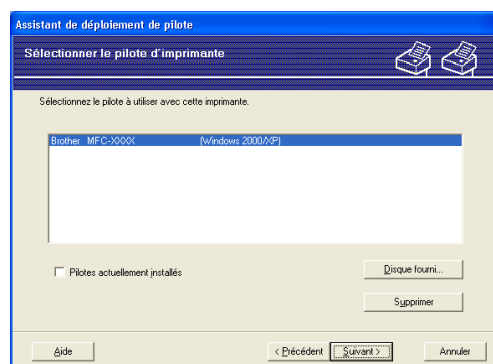 Assistant de déploiement de pilote
Sélectionner le pilote d'imprimante
Sélectionnez le pilote à utiliser avec cette imprimante.
Brother MFC-XXXX (Windows 2000/XP)
Pilotes actuellement installés
Disque fourni...
Supprimer
Aide
< Précédent
Suivant >
Annuler